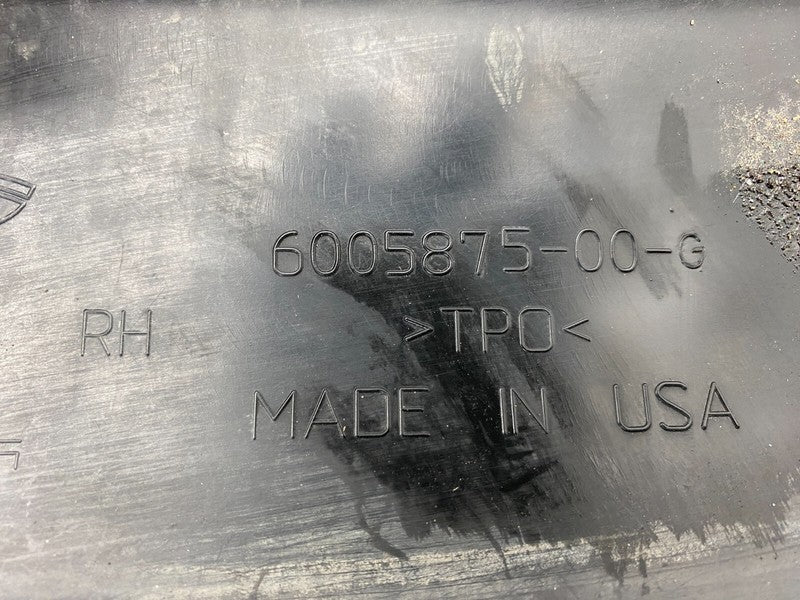 6005875-00-G
RH >TPO<
MADE IN USA